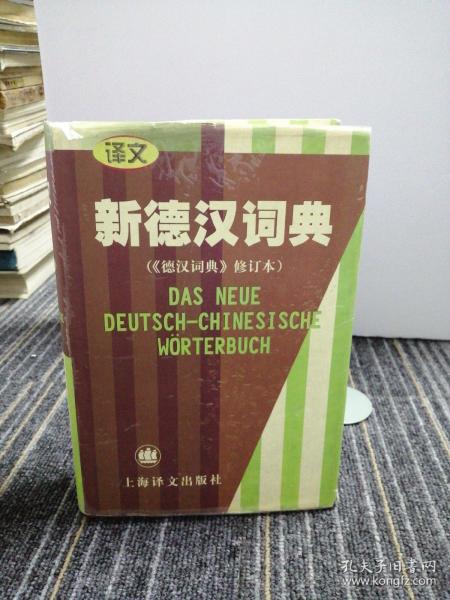 译文
新德汉词典
(《德汉词典》修订本)
DAS NEUE
DEUTSCH-CHINESISCHE
WÖRTERBUCH
上海译文出版社
孔夫子旧书网
www.kongfz.com